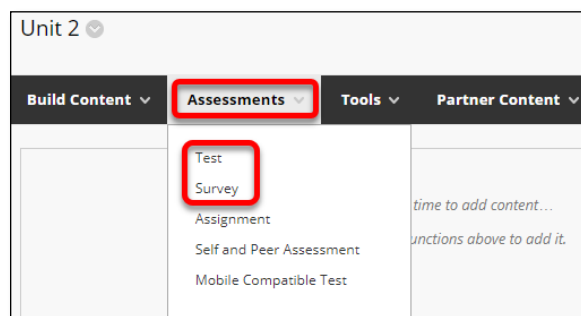 Unit 2
Build Content Assessments Tools Partner Content
Test
Survey
Assignment
Self and Peer Assessment
Mobile Compatible Test
time to add content...
functions above to add it.